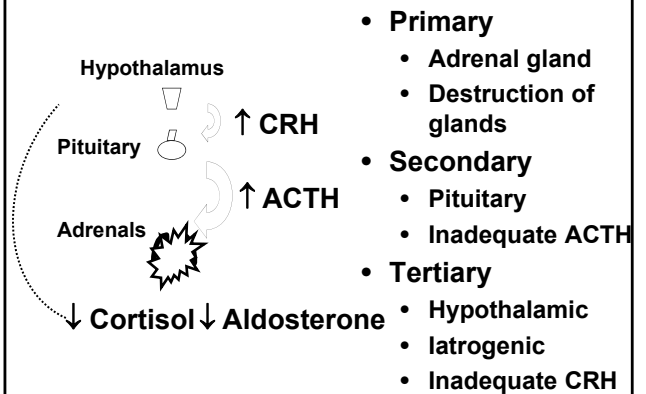 Hypothalamus
↑ CRH
Pituitary
↑ ACTH
Adrenals
↓ Cortisol ↓ Aldosterone
• Primary
• Adrenal gland
• Destruction of
glands
• Secondary
• Pituitary
• Inadequate ACTH
• Tertiary
• Hypothalamic
• Iatrogenic
• Inadequate CRH